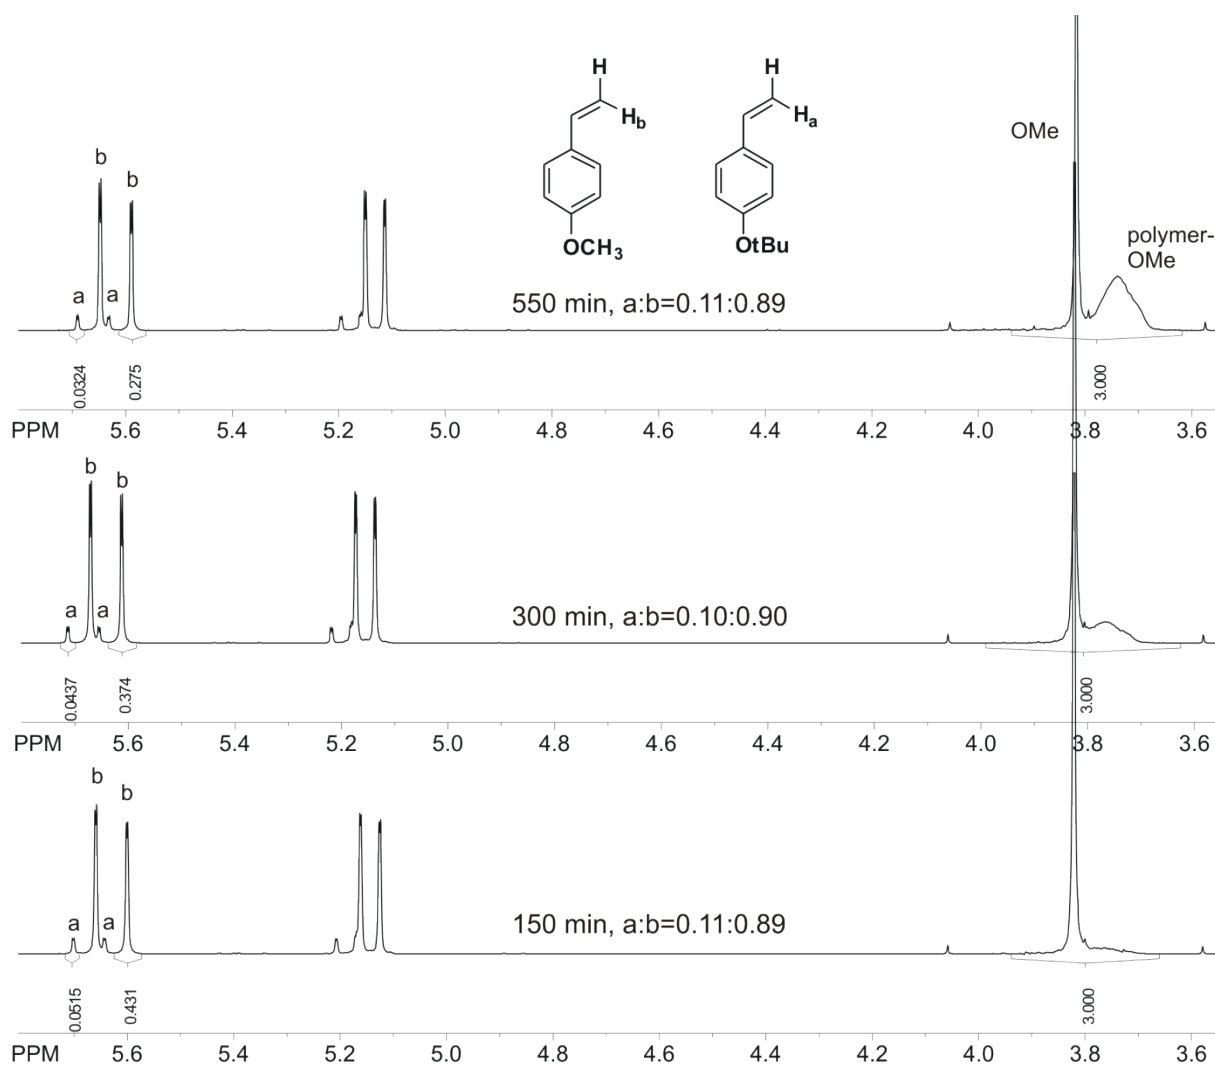 H
H
Hb
Ha
OMe
b
b
a
a
OCH3
OtBu
polymer-
OMe
550 min, a:b=0.11:0.89
0.0324
0.275
3.000
PPM 5.6 5.4 5.2 5.0 4.8 4.6 4.4 4.2 4.0 3.8 3.6
b
b
a
a
300 min, a:b=0.10:0.90
0.0437
0.374
3.000
PPM 5.6 5.4 5.2 5.0 4.8 4.6 4.4 4.2 4.0 3.8 3.6
b
b
a
a
150 min, a:b=0.11:0.89
0.0515
0.431
3.000
PPM 5.6 5.4 5.2 5.0 4.8 4.6 4.4 4.2 4.0 3.8 3.6